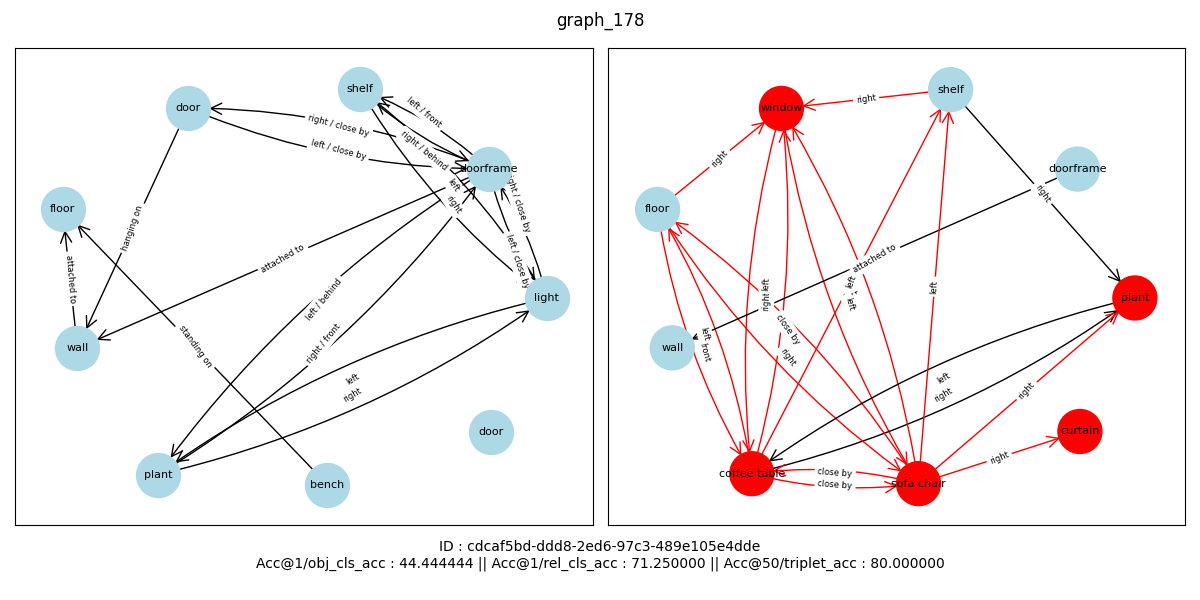 graph_178
door
shelf
doorframe
floor
light
wall
plant
bench
door
left / front
right / close by
left / close by
right / behind
left
right
right / close by
left / close by
hanging on
attached to
attached to
standing on
left / behind
right / front
left
right
window
shelf
doorframe
floor
plant
wall
curtain
coffee table
sofa chair
right
right
right
attached to
left
right
left
left
left
close by
right
left
front
left
right
right
right
close by
close by
ID : cdcaf5bd-ddd8-2ed6-97c3-489e105e4dde
Acc@1/obj_cls_acc : 44.444444 || Acc@1/rel_cls_acc : 71.250000 || Acc@50/triplet_acc : 80.000000